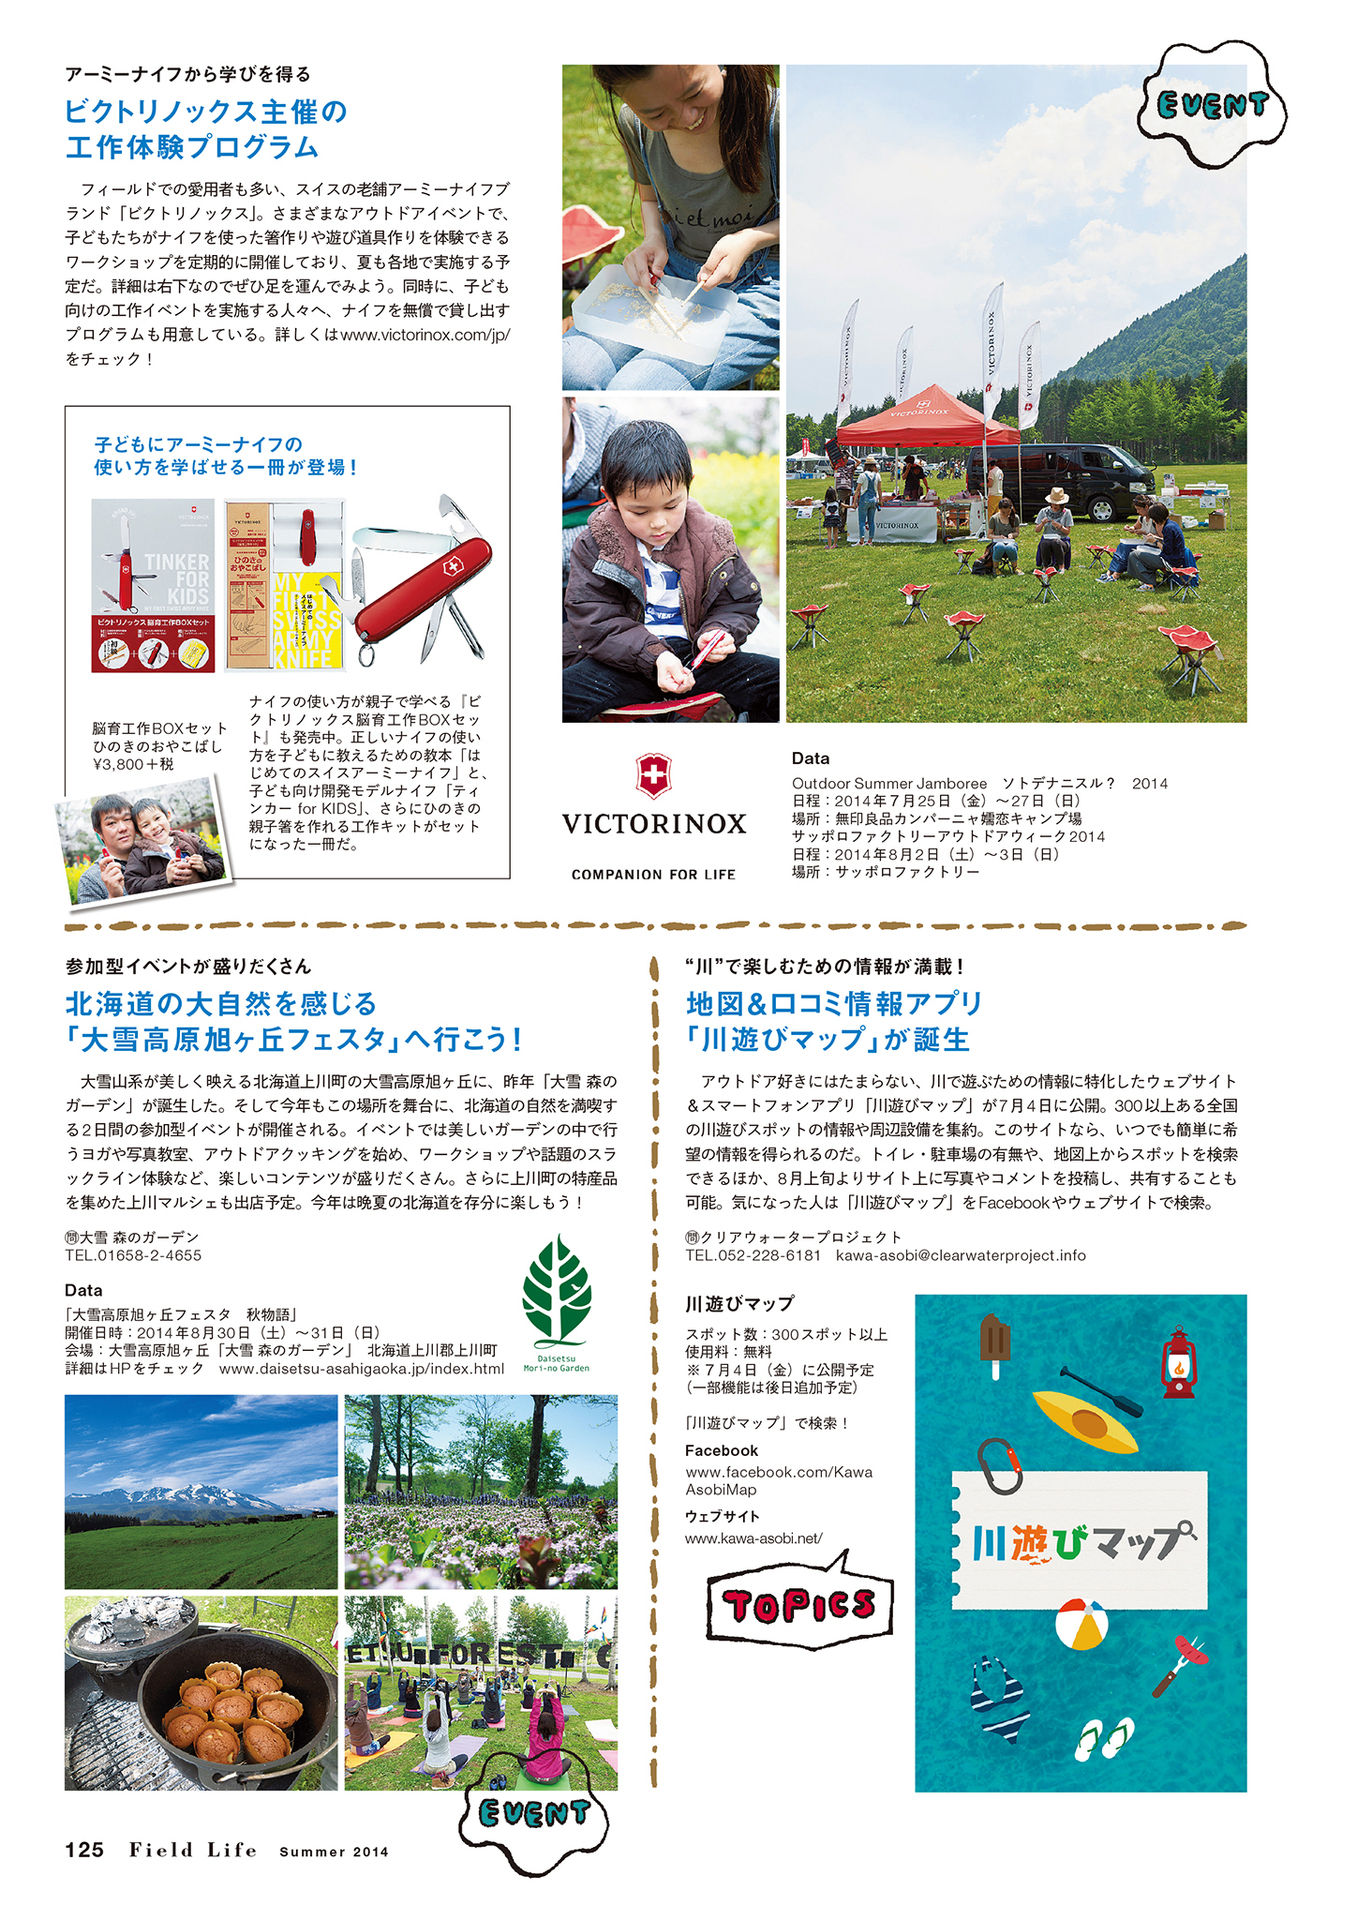 アーミーナイフから学びを得る
ビクトリノックス主催の
工作体験プログラム
フィールドでの愛用者も多い、スイスの老舗アーミーナイフブ
ランド「ビクトリノックス」。さまざまなアウトドアイベントで、
子どもたちがナイフを使った箸作りや遊び道具作りを体験できる
ワークショップを定期的に開催しており、夏も各地で実施する予
定だ。詳細は右下なのでぜひ足を運んでみよう。同時に、子ども
向けの工作イベントを実施する人々へ、ナイフを無償で貸し出す
プログラムも用意している。詳しくはwww.victorinox.com/jp/
をチェック！
EVENT
VICTORINOX
VICTORINOX
VICTORINOX
VICTORINOX
VICTORINOX
VICTORINOX
子どもにアーミーナイフの
使い方を学ばせる一冊が登場！
VICTORINOX
TINKER
FOR
KIDS
MY FIRST SWISS ARMY KNIFE
ビクトリノックス脳育工作BOXセット
VICTORINOX
ひのきの
おやこばし
MY
FIRST
SWISS
ARMY
KNIFE
はじめての
スイスアーミーナイフ
脳育工作BOXセット
ひのきのおやこばし
¥3,800＋税
ナイフの使い方が親子で学べる『ビ
クトリノックス脳育工作BOXセッ
ト』も発売中。正しいナイフの使い
方を子どもに教えるための教本「は
じめてのスイスアーミーナイフ」と、
子ども向け開発モデルナイフ「ティ
ンカー for KIDS」、さらにひのきの
親子箸を作れる工作キットがセット
になった一冊だ。
VICTORINOX
COMPANION FOR LIFE
Data
Outdoor Summer Jamboree　ソトデナニスル？　2014
日程：2014年7月25日（金）～27日（日）
場所：無印良品カンパーニャ嬬恋キャンプ場
サッポロファクトリーアウトドアウィーク2014
日程：2014年8月2日（土）～3日（日）
場所：サッポロファクトリー
参加型イベントが盛りだくさん
北海道の大自然を感じる
「大雪高原旭ヶ丘フェスタ」へ行こう！
大雪山系が美しく映える北海道上川町の大雪高原旭ヶ丘に、昨年「大雪 森の
ガーデン」が誕生した。そして今年もこの場所を舞台に、北海道の自然を満喫す
る2日間の参加型イベントが開催される。イベントでは美しいガーデンの中で行
うヨガや写真教室、アウトドアクッキングを始め、ワークショップや話題のスラ
ックライン体験など、楽しいコンテンツが盛りだくさん。さらに上川町の特産品
を集めた上川マルシェも出店予定。今年は晩夏の北海道を存分に楽しもう！
㉄大雪 森のガーデン
TEL.01658-2-4655
Data
「大雪高原旭ヶ丘フェスタ　秋物語」
開催日時：2014年8月30日（土）～31日（日）
会場：大雪高原旭ヶ丘「大雪 森のガーデン」　北海道上川郡上川町
詳細はHPをチェック　www.daisetsu-asahigaoka.jp/index.html
Daisetsu
Mori-no Garden
ETSU FOREST G
EVENT
“川”で楽しむための情報が満載！
地図&口コミ情報アプリ
「川遊びマップ」が誕生
アウトドア好きにはたまらない、川で遊ぶための情報に特化したウェブサイト
＆スマートフォンアプリ「川遊びマップ」が7月4日に公開。300以上ある全国
の川遊びスポットの情報や周辺設備を集約。このサイトなら、いつでも簡単に希
望の情報を得られるのだ。トイレ・駐車場の有無や、地図上からスポットを検索
できるほか、8月上旬よりサイト上に写真やコメントを投稿し、共有することも
可能。気になった人は「川遊びマップ」をFacebookやウェブサイトで検索。
㉄クリアウォータープロジェクト
TEL.052-228-6181　kawa-asobi@clearwaterproject.info
川遊びマップ
スポット数：300スポット以上
使用料：無料
※7月4日（金）に公開予定
（一部機能は後日追加予定）
「川遊びマップ」で検索！
Facebook
www.facebook.com/Kawa
AsobiMap
ウェブサイト
www.kawa-asobi.net/
TOPICS
川遊びマップ
125　Field Life　Summer 2014